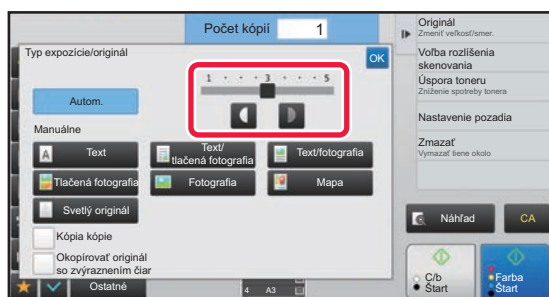 Počet kópií 1
Typ expozície/originál
OK
1 3 5
Autom.
Manuálne
A Text
Text/
tlačená fotografia
Text/fotografia
Tlačená fotografia
Fotografia
Mapa
Svetlý originál
Kópia kópie
Okopírovať originál
so zvýraznením čiar
Ostatné
4 A3
Originál
Zmeniť veľkosť/smer.
Voľba rozlíšenia
skenovania
Úspora toneru
Zníženie spotreby tonera
Nastavenie pozadia
Zmazať
Vymazať tiene okolo
Náhľad
CA
C/b
Štart
Farba
Štart